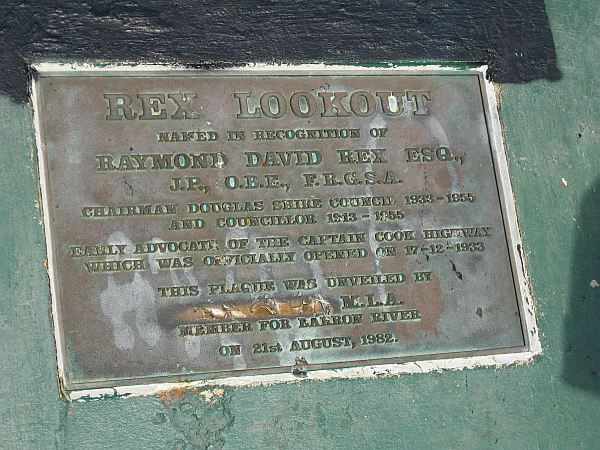 REX LOOKOUT
NAMED IN RECOGNITION OF
RAYMOND DAVID REX ESQ.,
J.P., O.B.E., F.R.G.S.A.
CHAIRMAN DOUGLAS SHIRE COUNCIL 1933-1955
AND COUNCILLOR 1913-1955
EARLY ADVOCATE OF THE CAPTAIN COOK HIGHWAY
WHICH WAS OFFICIALLY OPENED ON 17-12-1933
THIS PLAQUE WAS UNVEILED BY
M.L.A.
MEMBER FOR BARRON RIVER
ON 21st AUGUST, 1982.